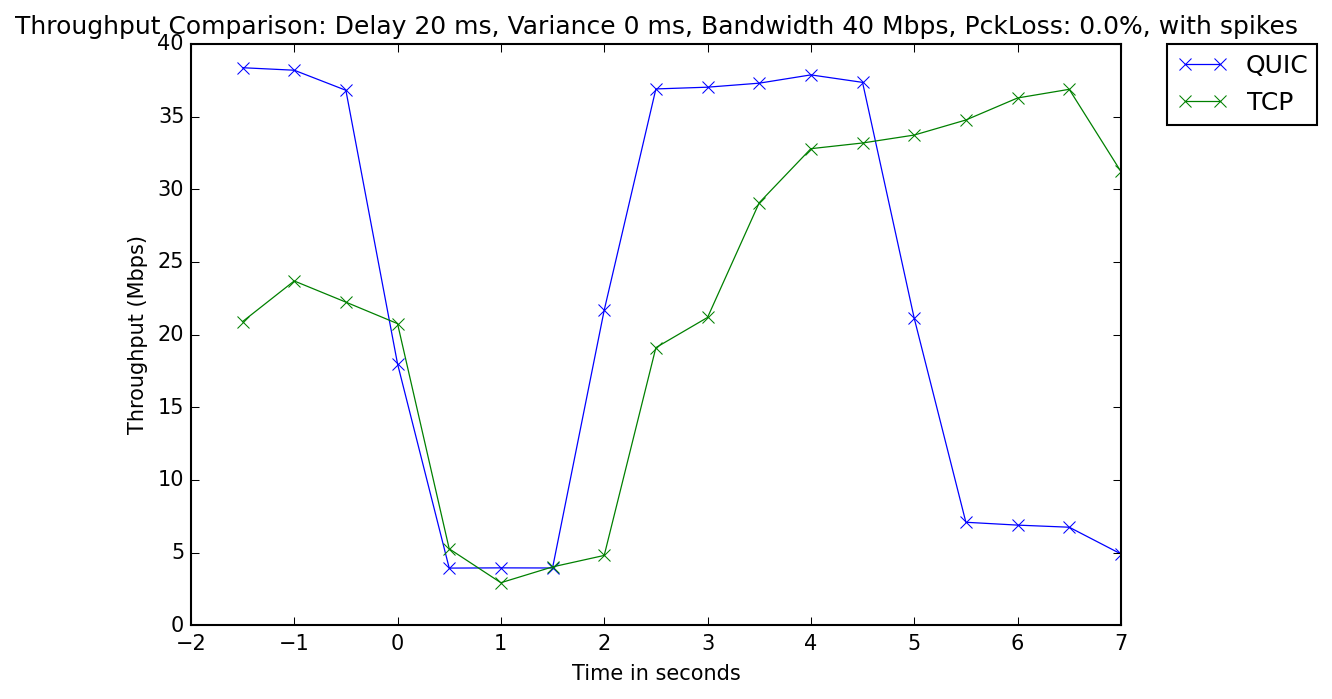 Throughput Comparison: Delay 20 ms, Variance 0 ms, Bandwidth 40 Mbps, PckLoss: 0.0%, with spikes
QUIC
TCP
Throughput (Mbps)
40
35
30
25
20
15
10
5
0
−2 −1 0 1 2 3 4 5 6 7
Time in seconds